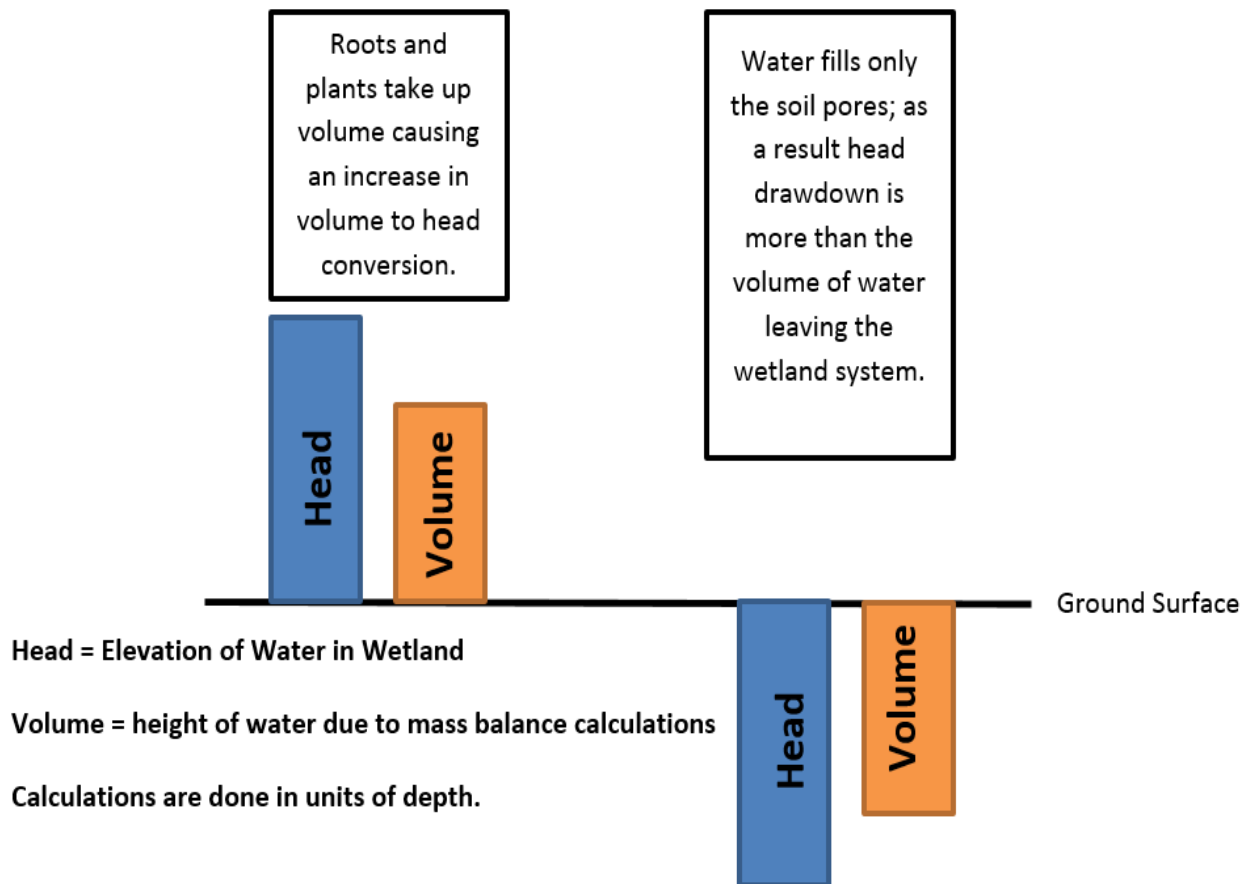 Roots and
plants take up
volume causing
an increase in
volume to head
conversion.
Water fills only
the soil pores; as
a result head
drawdown is
more than the
volume of water
leaving the
wetland system.
Head
Volume
Ground Surface
Head
Volume
Head = Elevation of Water in Wetland
Volume = height of water due to mass balance calculations
Calculations are done in units of depth.